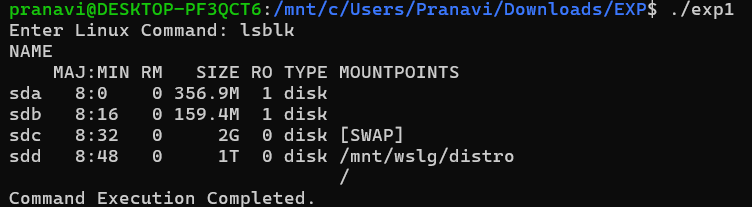 pranavi@DESKTOP-PF3QCT6:/mnt/c/Users/Pranavi/Downloads/EXP$ ./exp1
Enter Linux Command: lsblk
NAME
    MAJ:MIN RM   SIZE RO TYPE MOUNTPOINTS
sda   8:0    0 356.9M  1 disk
sdb   8:16   0 159.4M  1 disk
sdc   8:32   0     2G  0 disk [SWAP]
sdd   8:48   0     1T  0 disk /mnt/wslg/distro
                              /
Command Execution Completed.